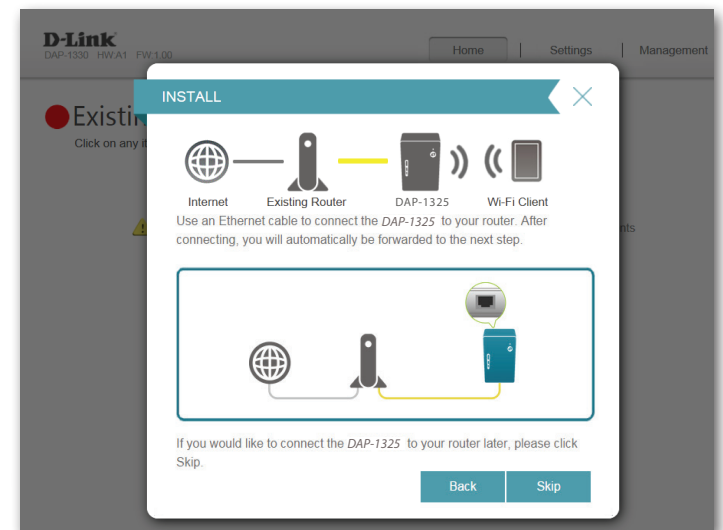 D-Link
DAP-1330 HW:A1 FW:1.00
Home
Settings
Management
INSTALL
Click on any
Internet
Existing Router
DAP-1325
Wi-Fi Client
Use an Ethernet cable to connect the DAP-1325 to your router. After
connecting, you will automatically be forwarded to the next step.
If you would like to connect the DAP-1325 to your router later, please click
Skip.
Back
Skip